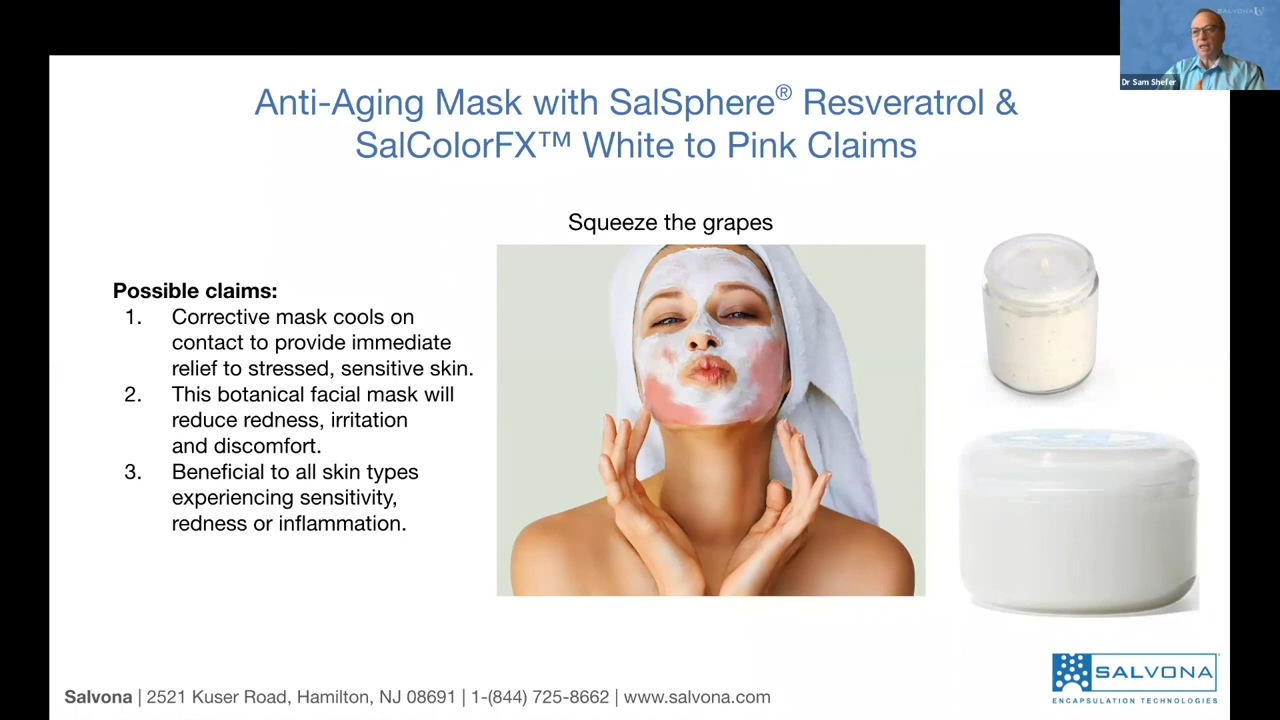 SALVONA
Dr Sam Shefer
Anti-Aging Mask with SalSphere® Resveratrol &
SalColorFX™ White to Pink Claims
Squeeze the grapes
Possible claims:
1. Corrective mask cools on
contact to provide immediate
relief to stressed, sensitive skin.
2. This botanical facial mask will
reduce redness, irritation
and discomfort.
3. Beneficial to all skin types
experiencing sensitivity,
redness or inflammation.
SALVONA
ENCAPSULATION TECHNOLOGIES
Salvona | 2521 Kuser Road, Hamilton, NJ 08691 | 1-(844) 725-8662 | www.salvona.com